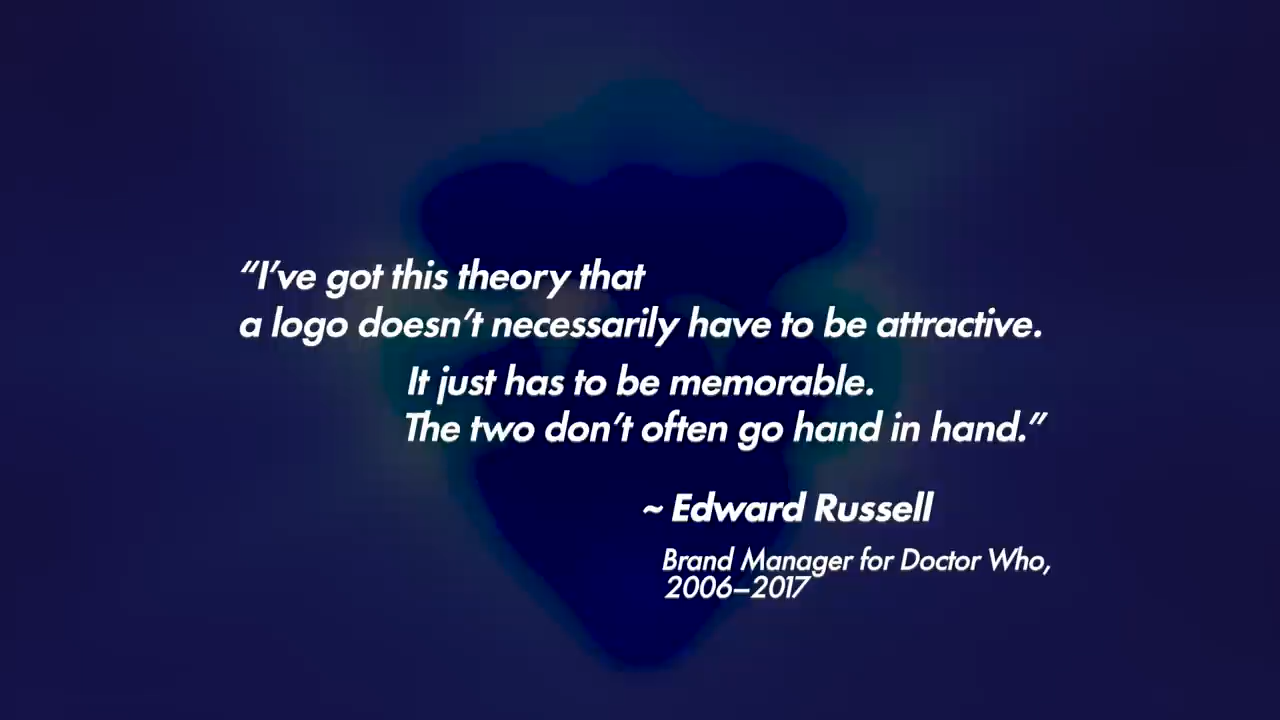 “I’ve got this theory that
a logo doesn’t necessarily have to be attractive.
It just has to be memorable.
The two don’t often go hand in hand.”
~ Edward Russell
Brand Manager for Doctor Who,
2006–2017